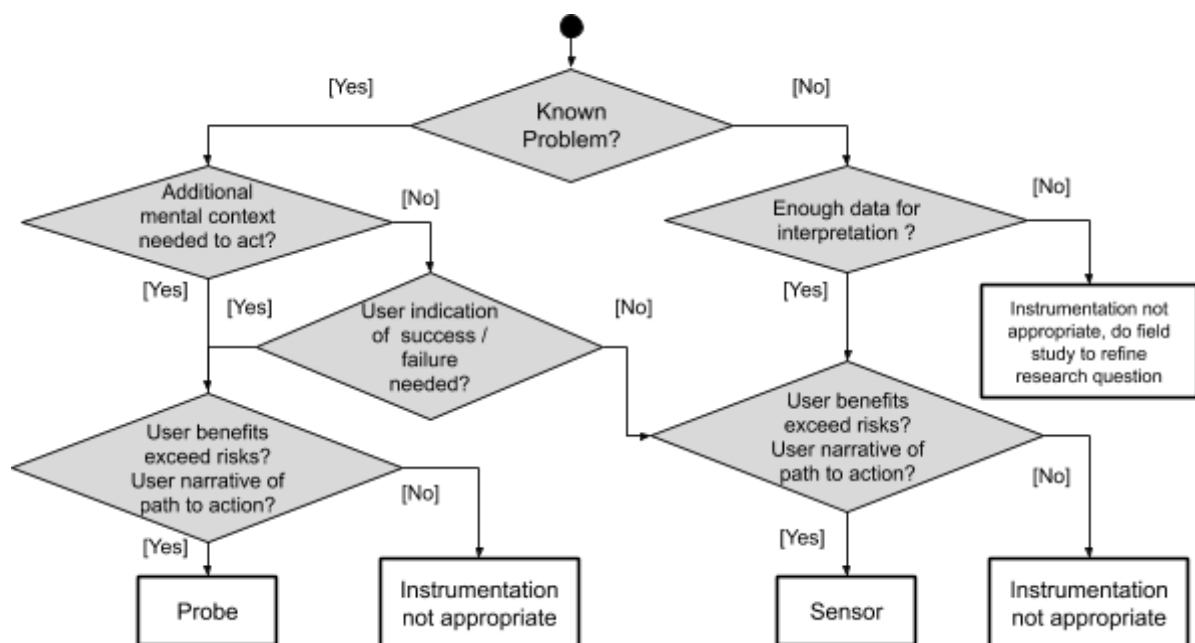 [Yes]
[No]
Known
Problem?
Additional
mental context
needed to act?
[No]
Enough data for
interpretation ?
[No]
[Yes]
[Yes]
User indication
of success /
failure
needed?
[No]
[Yes]
Instrumentation not
appropriate, do field
study to refine
research question
User benefits
exceed risks?
User narrative of
path to action?
[No]
User benefits
exceed risks?
User narrative of
path to action?
[No]
[Yes]
[Yes]
Probe
Instrumentation
not appropriate
Sensor
Instrumentation
not appropriate